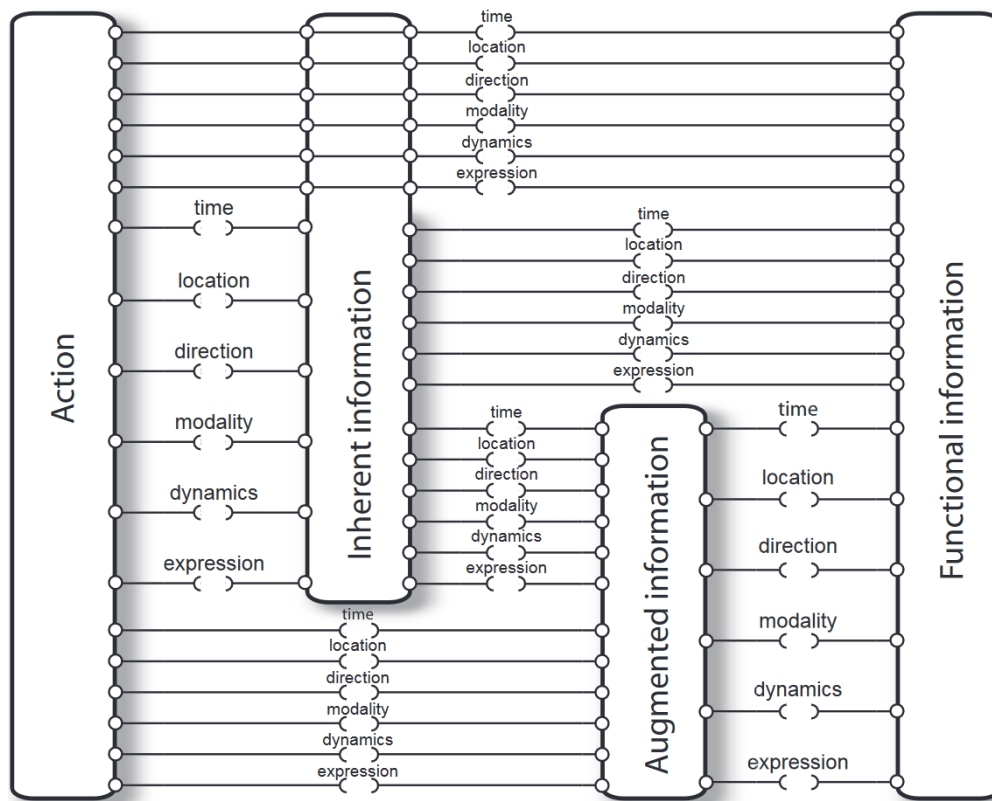 time
location
direction
modality
dynamics
expression
time
location
direction
modality
dynamics
expression
time
location
direction
modality
dynamics
expression
time
location
direction
modality
dynamics
expression
time
location
direction
modality
dynamics
expression
time
location
direction
modality
dynamics
expression
Action
Inherent information
Augmented information
Functional information